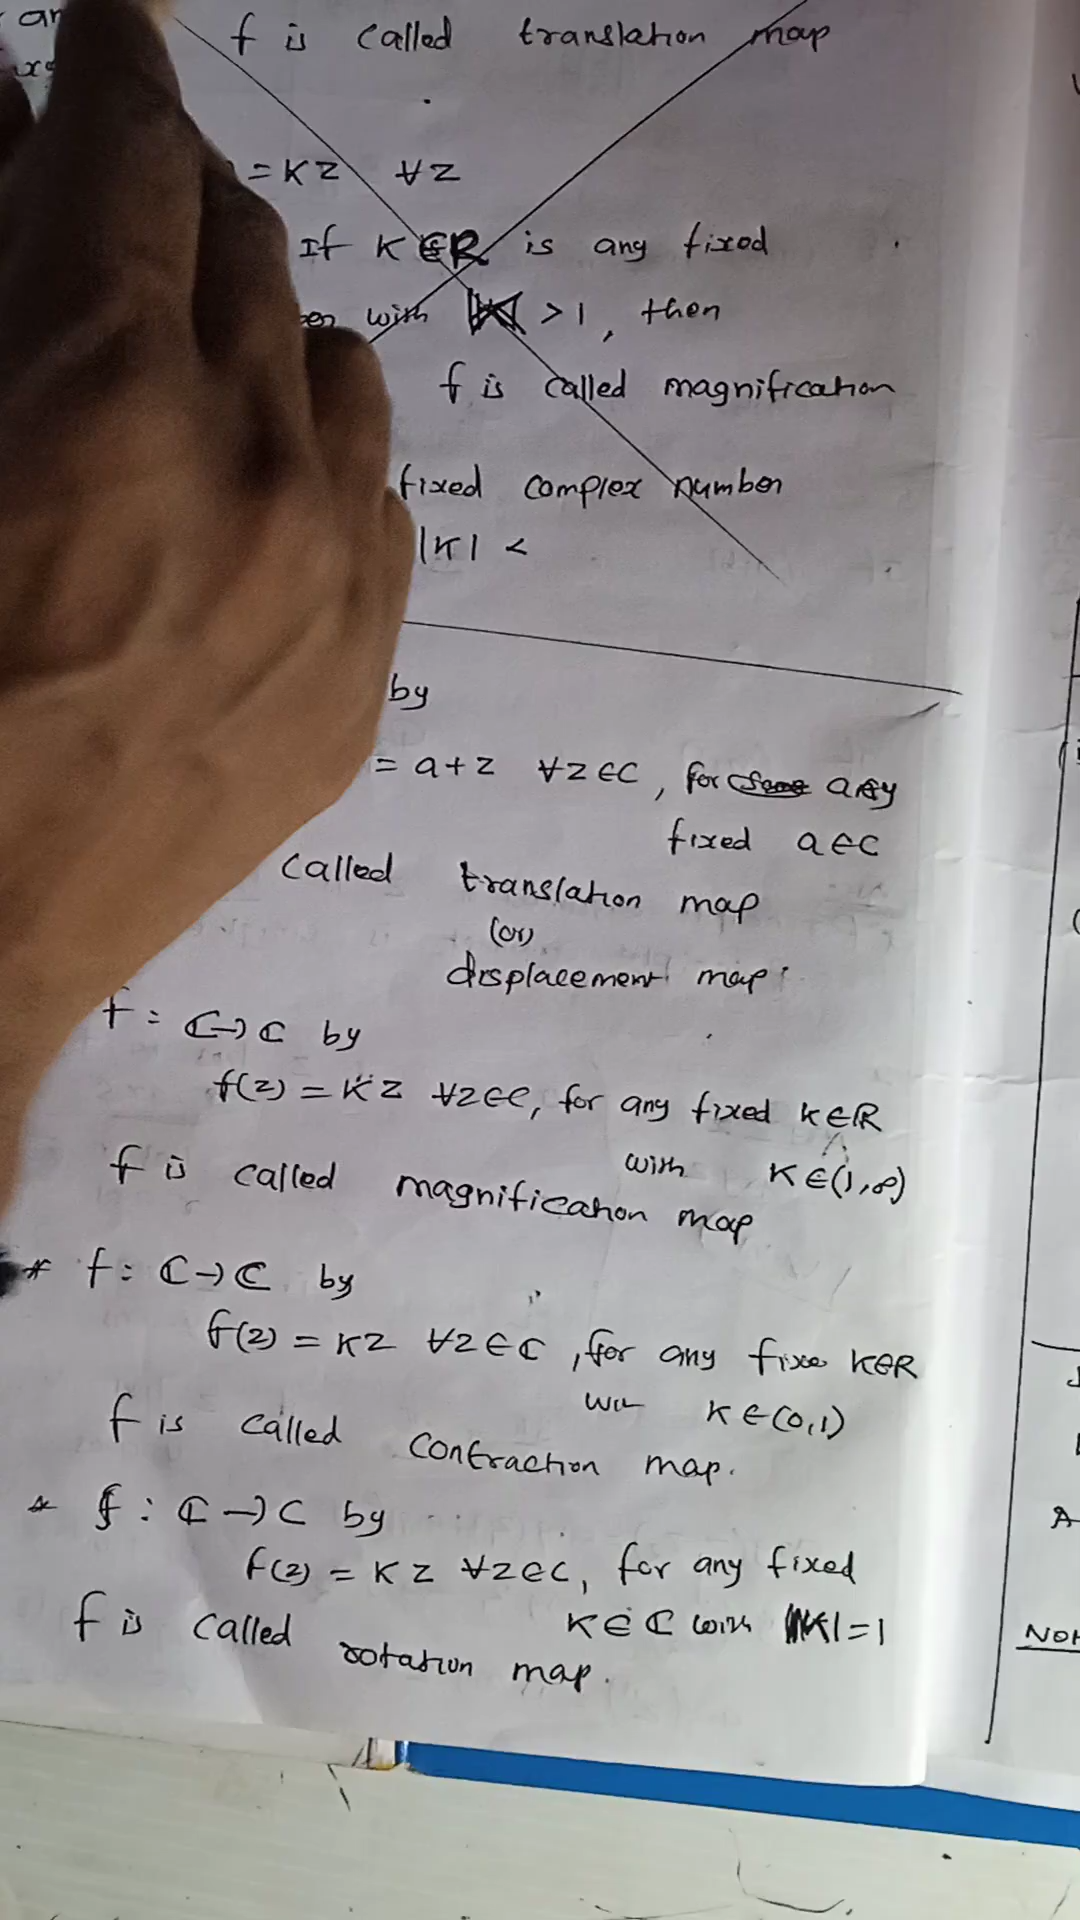 f is called translation map
= KZ ∀Z
If K ∈ R is any fixed
with > 1, then
f is called magnification
fixed complex number
|K| <
by
= a+z ∀z∈C, for any
fixed a∈C
called translation map
(or)
displacement map
f: ℂ→ℂ by
f(z) = KZ ∀z∈ℂ, for any fixed K∈ℝ
with K∈(1,∞)
f is called magnification map
* f: ℂ→ℂ by
f(z) = KZ ∀z∈ℂ, for any fixe K∈R
K∈(0,1)
f is called contraction map.
* f: ℂ→C by
f(z) = KZ ∀z∈C, for any fixed
K∈ℂ with |K|=1
f is called rotation map.